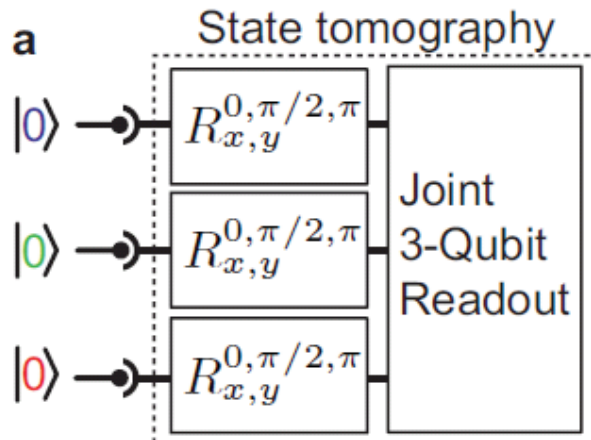 a
State tomography
|0⟩ R_{x,y}^{0,π/2,π}
|0⟩ R_{x,y}^{0,π/2,π}
|0⟩ R_{x,y}^{0,π/2,π}
Joint
3-Qubit
Readout